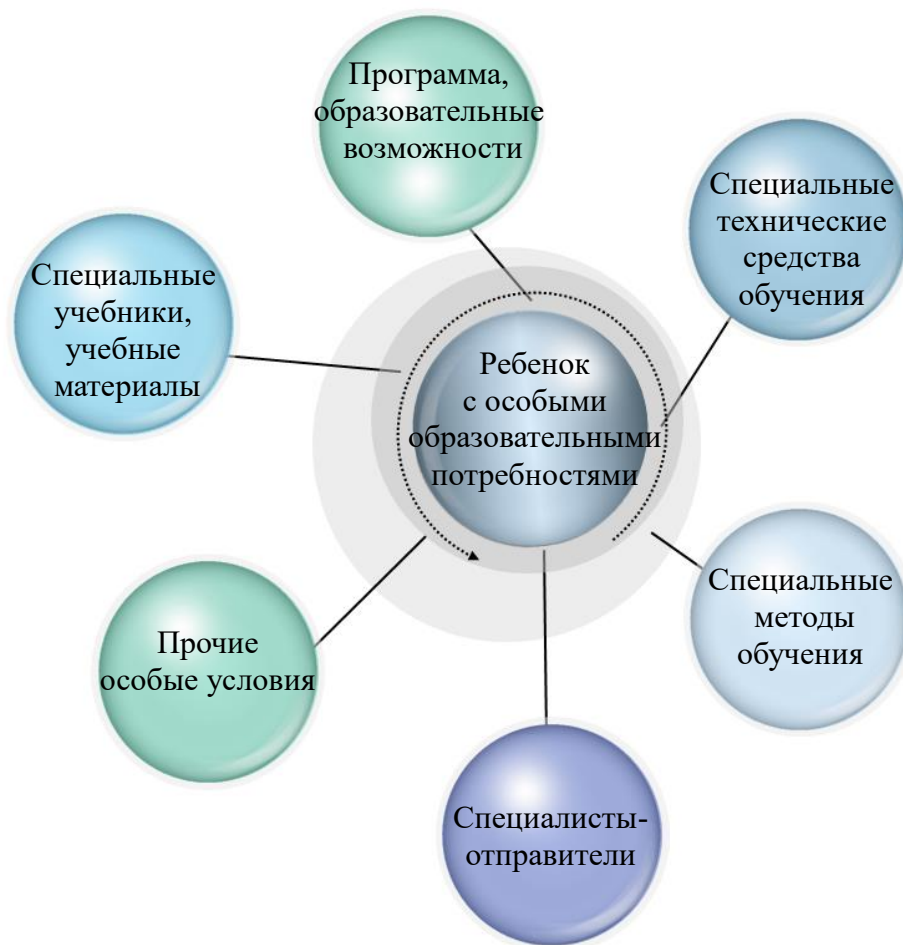 Программа,
образовательные
возможности
Специальные
технические
средства
обучения
Специальные
учебники,
учебные
материалы
Ребенок
с особыми
образовательными
потребностями
Специальные
методы
обучения
Прочие
особые условия
Специалисты-
отправители